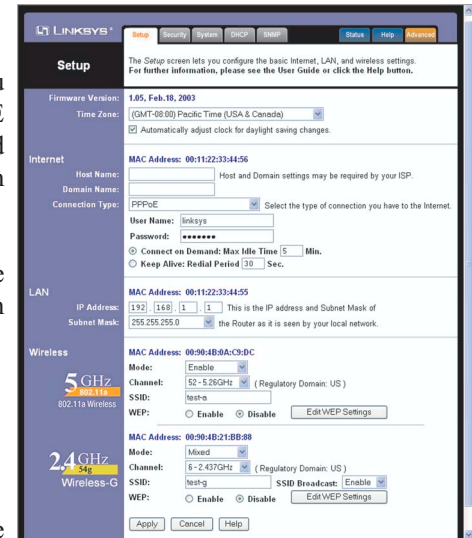 LINKSYS®
Setup Security System DHCP SNMP Status Help Advanced
Setup
The Setup screen lets you configure the basic Internet, LAN, and wireless settings.
For further information, please see the User Guide or click the Help button.
Firmware Version: 1.05, Feb.18, 2003
Time Zone: (GMT-08:00) Pacific Time (USA & Canada)
Automatically adjust clock for daylight saving changes.
Internet MAC Address: 00:11:22:33:44:56
Host Name: Host and Domain settings may be required by your ISP.
Domain Name:
Connection Type: PPPoE Select the type of connection you have to the Internet.
User Name: linksys
Password: •••••••
Connect on Demand: Max Idle Time 5 Min.
Keep Alive: Redial Period 30 Sec.
LAN MAC Address: 00:11:22:33:44:55
IP Address: 192 . 168 . 1 . 1 This is the IP address and Subnet Mask of
Subnet Mask: 255.255.255.0 the Router as it is seen by your local network.
Wireless MAC Address: 00:90:4B:0A:C9:DC
Mode: Enable
5 GHz Channel: 52 - 5.26GHz ( Regulatory Domain: US )
802.11a
802.11a Wireless SSID: test-a
WEP: Enable Disable Edit WEP Settings
MAC Address: 00:90:4B:21:BB:88
Mode: Mixed
2.4 GHz Channel: 6 - 2.437GHz ( Regulatory Domain: US )
54g
Wireless-G SSID: test-g SSID Broadcast: Enable
WEP: Enable Disable Edit WEP Settings
Apply Cancel Help